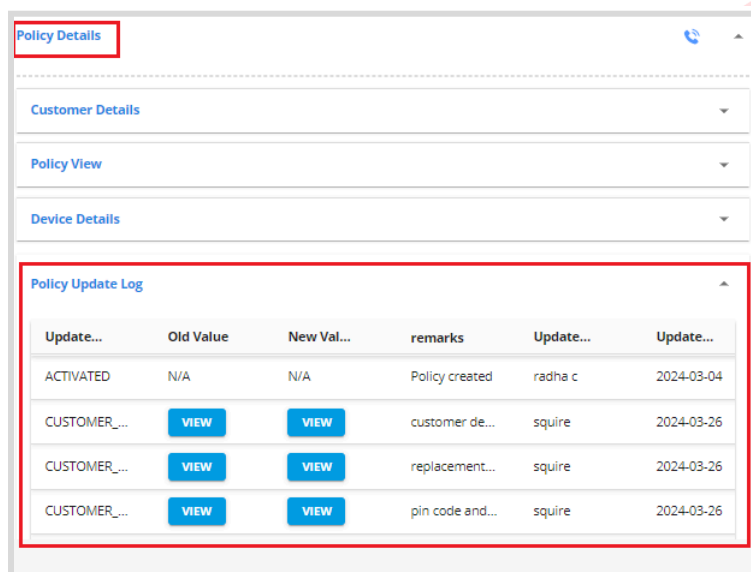 Policy Details
Customer Details
Policy View
Device Details
Policy Update Log
Update... Old Value New Val... remarks Update... Update...
ACTIVATED N/A N/A Policy created radha c 2024-03-04
CUSTOMER_... VIEW VIEW customer de... squire 2024-03-26
CUSTOMER_... VIEW VIEW replacement... squire 2024-03-26
CUSTOMER_... VIEW VIEW pin code and... squire 2024-03-26